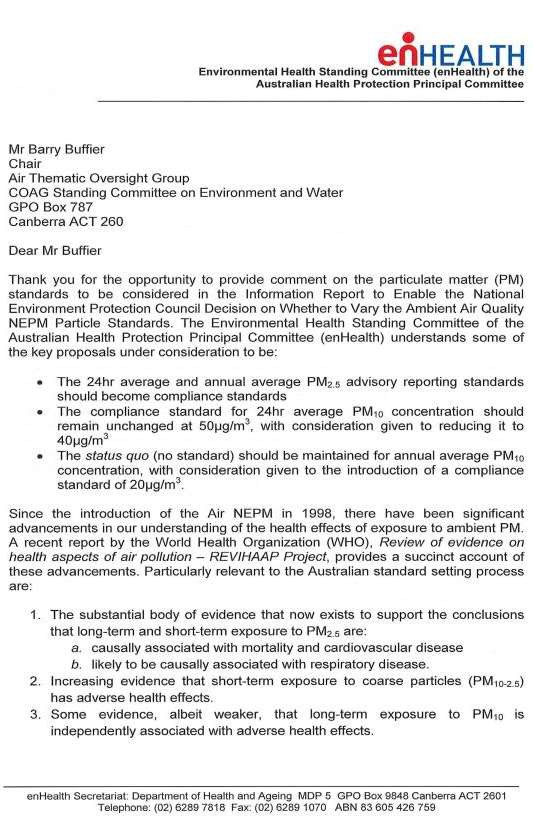 enHEALTH
Environmental Health Standing Committee (enHealth) of the
Australian Health Protection Principal Committee
Mr Barry Buffier
Chair
Air Thematic Oversight Group
COAG Standing Committee on Environment and Water
GPO Box 787
Canberra ACT 260
Dear Mr Buffier
Thank you for the opportunity to provide comment on the particulate matter (PM)
standards to be considered in the Information Report to Enable the National
Environment Protection Council Decision on Whether to Vary the Ambient Air Quality
NEPM Particle Standards. The Environmental Health Standing Committee of the
Australian Health Protection Principal Committee (enHealth) understands some of
the key proposals under consideration to be:
• The 24hr average and annual average PM₂.₅ advisory reporting standards
should become compliance standards
• The compliance standard for 24hr average PM₁₀ concentration should
remain unchanged at 50µg/m³, with consideration given to reducing it to
40µg/m³
• The status quo (no standard) should be maintained for annual average PM₁₀
concentration, with consideration given to the introduction of a compliance
standard of 20µg/m³.
Since the introduction of the Air NEPM in 1998, there have been significant
advancements in our understanding of the health effects of exposure to ambient PM.
A recent report by the World Health Organization (WHO), Review of evidence on
health aspects of air pollution – REVIHAAP Project, provides a succinct account of
these advancements. Particularly relevant to the Australian standard setting process
are:
1. The substantial body of evidence that now exists to support the conclusions
that long-term and short-term exposure to PM₂.₅ are:
a. causally associated with mortality and cardiovascular disease
b. likely to be causally associated with respiratory disease.
2. Increasing evidence that short-term exposure to coarse particles (PM₁₀₋₂.₅)
has adverse health effects.
3. Some evidence, albeit weaker, that long-term exposure to PM₁₀ is
independently associated with adverse health effects.
enHealth Secretariat: Department of Health and Ageing MDP 5 GPO Box 9848 Canberra ACT 2601
Telephone: (02) 6289 7818 Fax: (02) 6289 1070 ABN 83 605 426 759